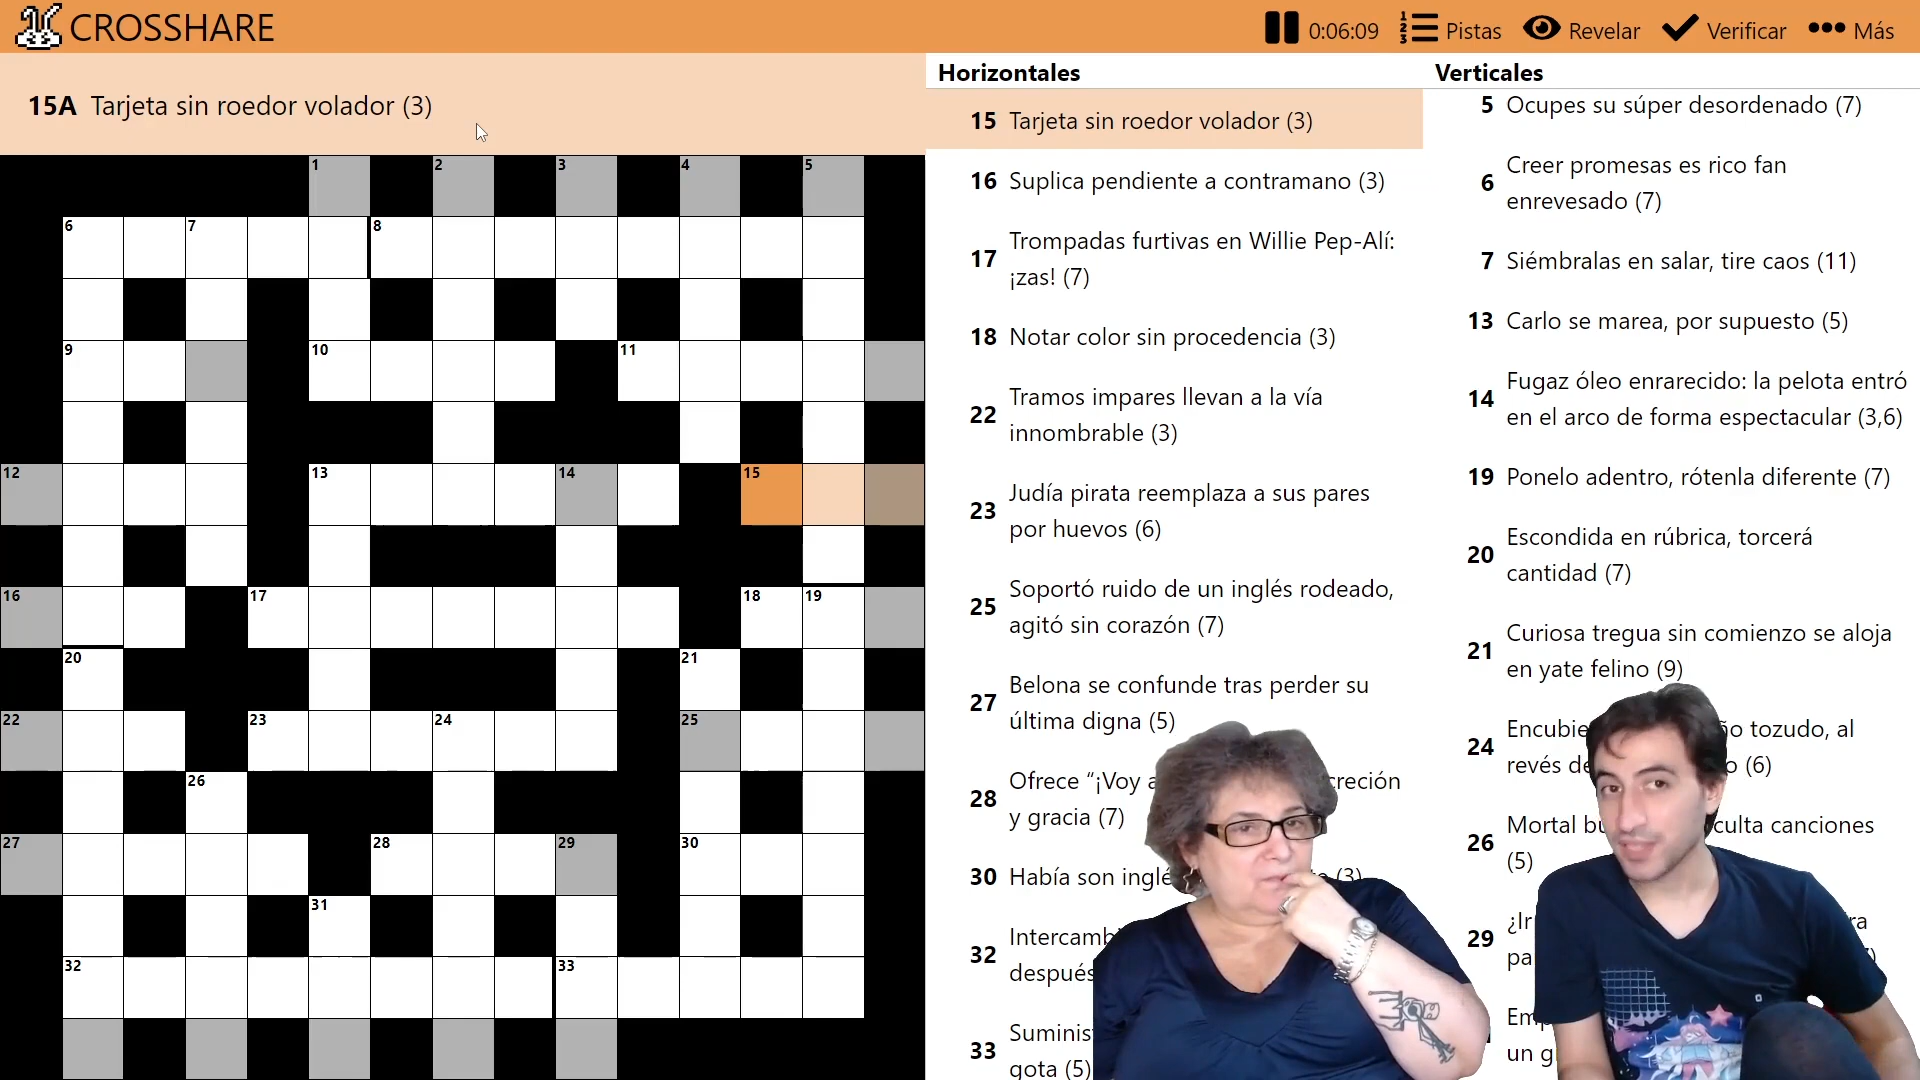 CROSSHARE
0:06:09
Pistas
Revelar
Verificar
Más
15A Tarjeta sin roedor volador (3)
1 2 3 4 5
6 7 8
9 10 11
12 13 14 15
16 17 18 19
20 21
22 23 24 25
26
27 28 29 30
31
32 33
Horizontales
15 Tarjeta sin roedor volador (3)
16 Suplica pendiente a contramano (3)
17 Trompadas furtivas en Willie Pep-Alí:
¡zas! (7)
18 Notar color sin procedencia (3)
22 Tramos impares llevan a la vía
innombrable (3)
23 Judía pirata reemplaza a sus pares
por huevos (6)
25 Soportó ruido de un inglés rodeado,
agitó sin corazón (7)
27 Belona se confunde tras perder su
última digna (5)
28 Ofrece “¡Voy
y gracia (7)
30 Había son (3)
32
después
33
gota (5)
Verticales
5 Ocupes su súper desordenado (7)
6 Creer promesas es rico fan
enrevesado (7)
7 Siémbralas en salar, tire caos (11)
13 Carlo se marea, por supuesto (5)
14 Fugaz óleo enrarecido: la pelota entró
en el arco de forma espectacular (3,6)
19 Ponelo adentro, rótenla diferente (7)
20 Escondida en rúbrica, torcerá
cantidad (7)
21 Curiosa tregua sin comienzo se aloja
en yate felino (9)
24 tozudo, al
revés (6)
26 Mortal canciones
(5)
29 ¿Ir
un